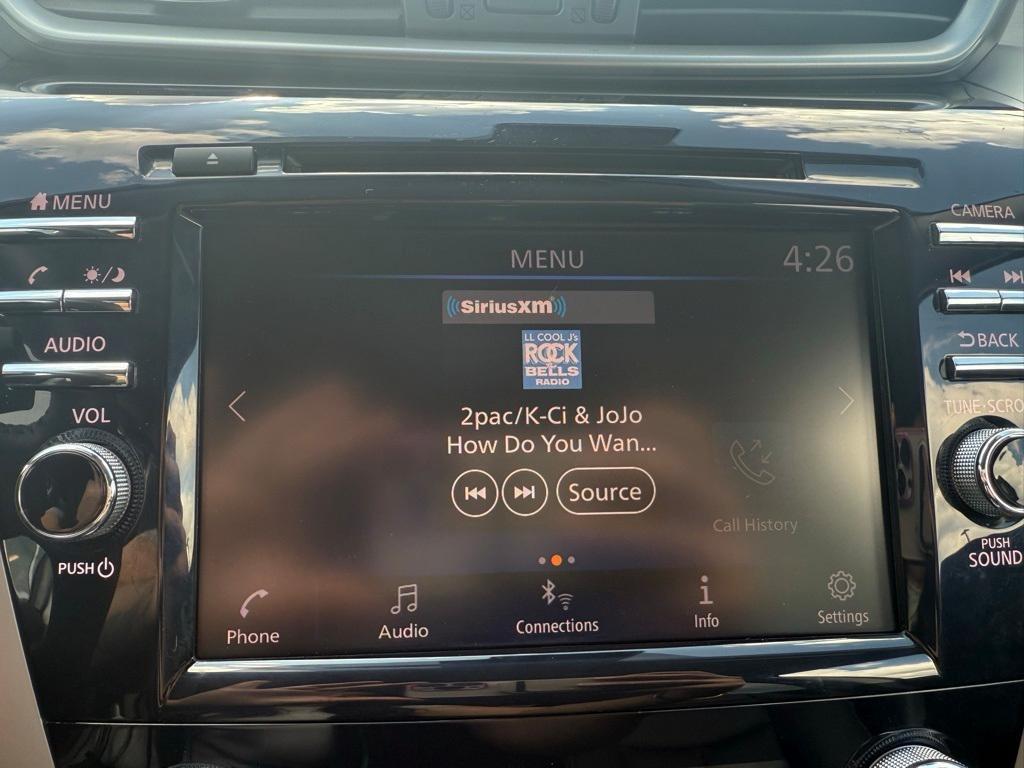 MENU
CAMERA
AUDIO
BACK
VOL
TUNE·SCRO
PUSH
PUSH
SOUND
MENU
4:26
SiriusXm
LL COOL J's
ROCK
THE
BELLS
RADIO
2pac/K-Ci & JoJo
How Do You Wan...
Source
Call History
Phone
Audio
Connections
Info
Settings